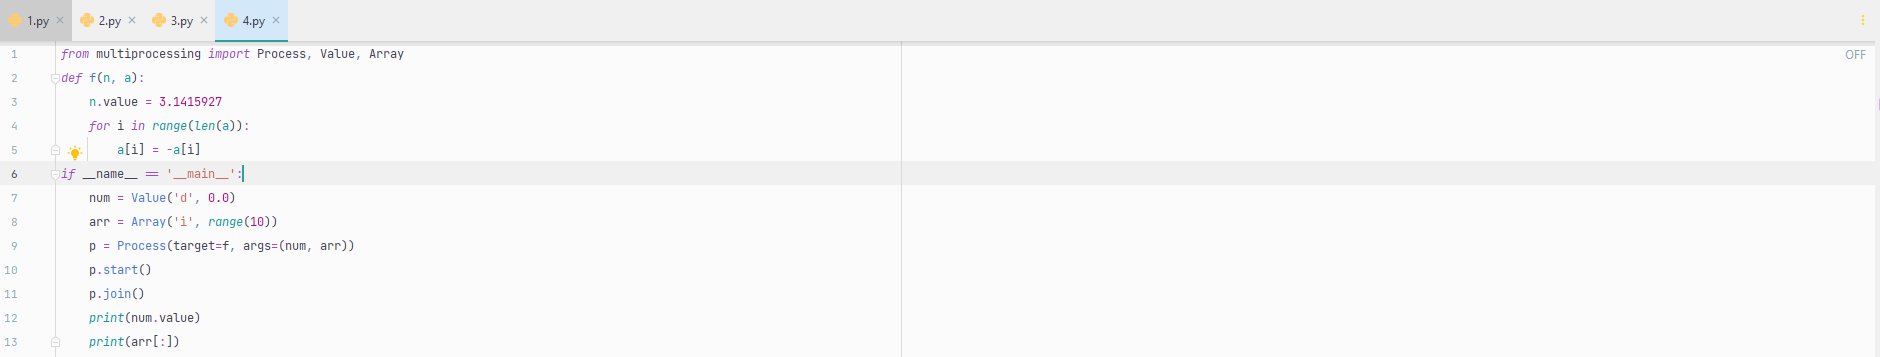 1.py 2.py 3.py 4.py
OFF
1 from multiprocessing import Process, Value, Array
2 def f(n, a):
3     n.value = 3.1415927
4     for i in range(len(a)):
5         a[i] = -a[i]
6 if __name__ == '__main__':
7     num = Value('d', 0.0)
8     arr = Array('i', range(10))
9     p = Process(target=f, args=(num, arr))
10     p.start()
11     p.join()
12     print(num.value)
13     print(arr[:])